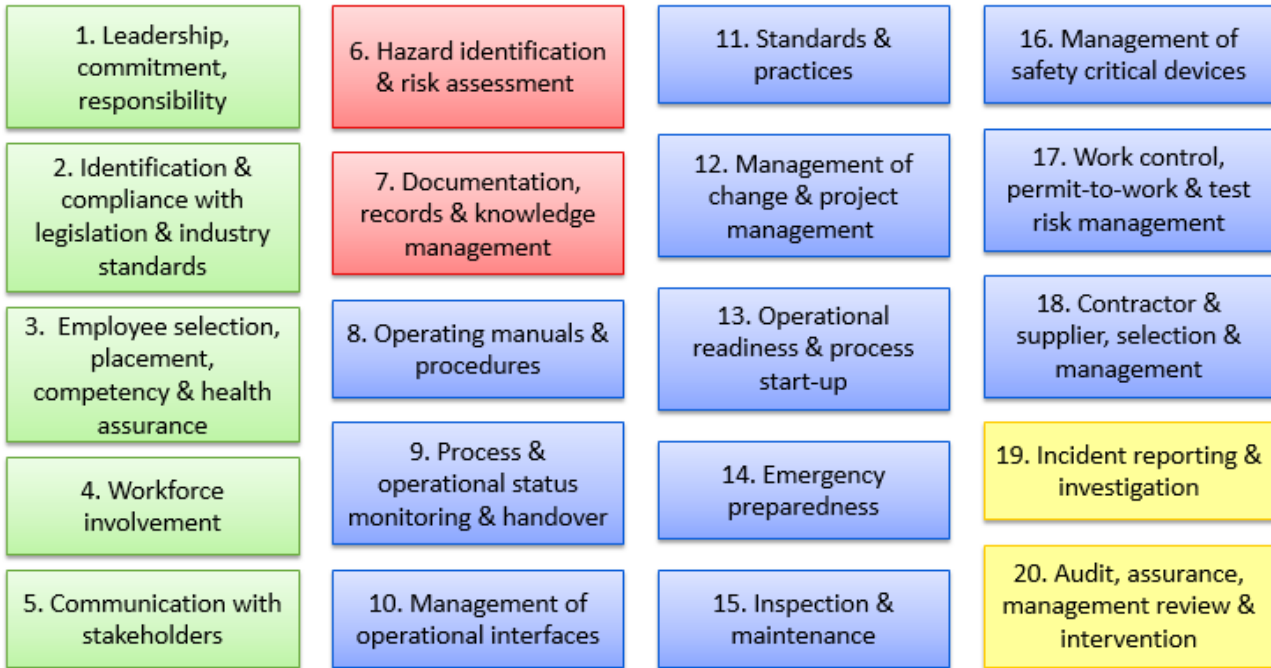 1. Leadership,
commitment,
responsibility
2. Identification &
compliance with
legislation & industry
standards
3. Employee selection,
placement,
competency & health
assurance
4. Workforce
involvement
5. Communication with
stakeholders
6. Hazard identification
& risk assessment
7. Documentation,
records & knowledge
management
8. Operating manuals &
procedures
9. Process &
operational status
monitoring & handover
10. Management of
operational interfaces
11. Standards &
practices
12. Management of
change & project
management
13. Operational
readiness & process
start-up
14. Emergency
preparedness
15. Inspection &
maintenance
16. Management of
safety critical devices
17. Work control,
permit-to-work & test
risk management
18. Contractor &
supplier, selection &
management
19. Incident reporting &
investigation
20. Audit, assurance,
management review &
intervention